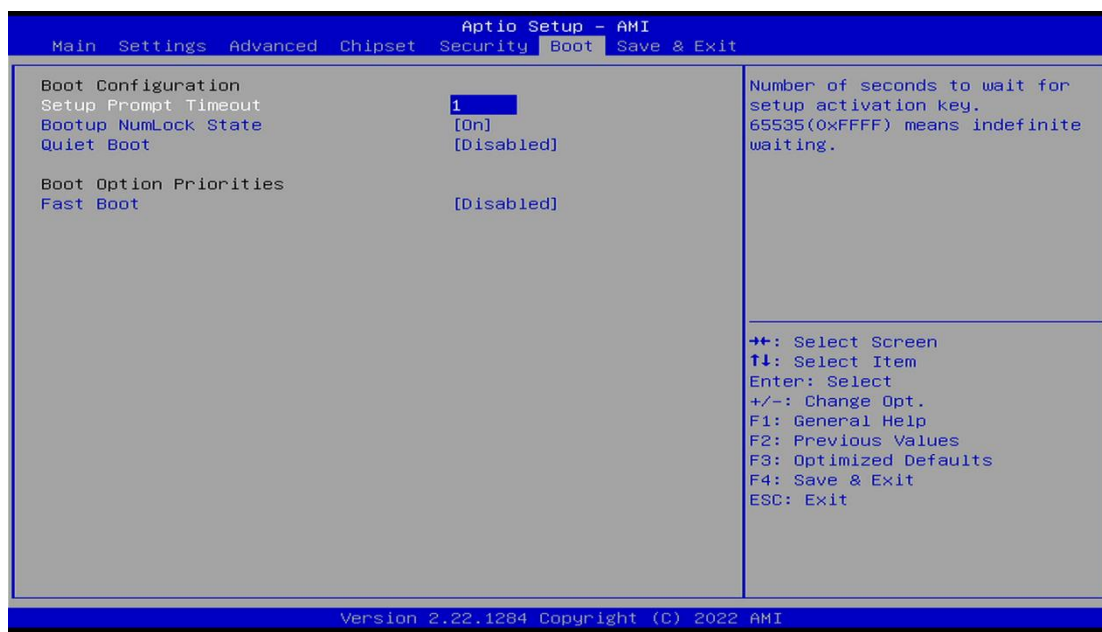 Aptio Setup – AMI
Main Settings Advanced Chipset Security Boot Save & Exit
Boot Configuration
Setup Prompt Timeout 1
Bootup NumLock State [On]
Quiet Boot [Disabled]
Boot Option Priorities
Fast Boot [Disabled]
Number of seconds to wait for
setup activation key.
65535(0xFFFF) means indefinite
waiting.
→←: Select Screen
↑↓: Select Item
Enter: Select
+/-: Change Opt.
F1: General Help
F2: Previous Values
F3: Optimized Defaults
F4: Save & Exit
ESC: Exit
Version 2.22.1284 Copyright (C) 2022 AMI